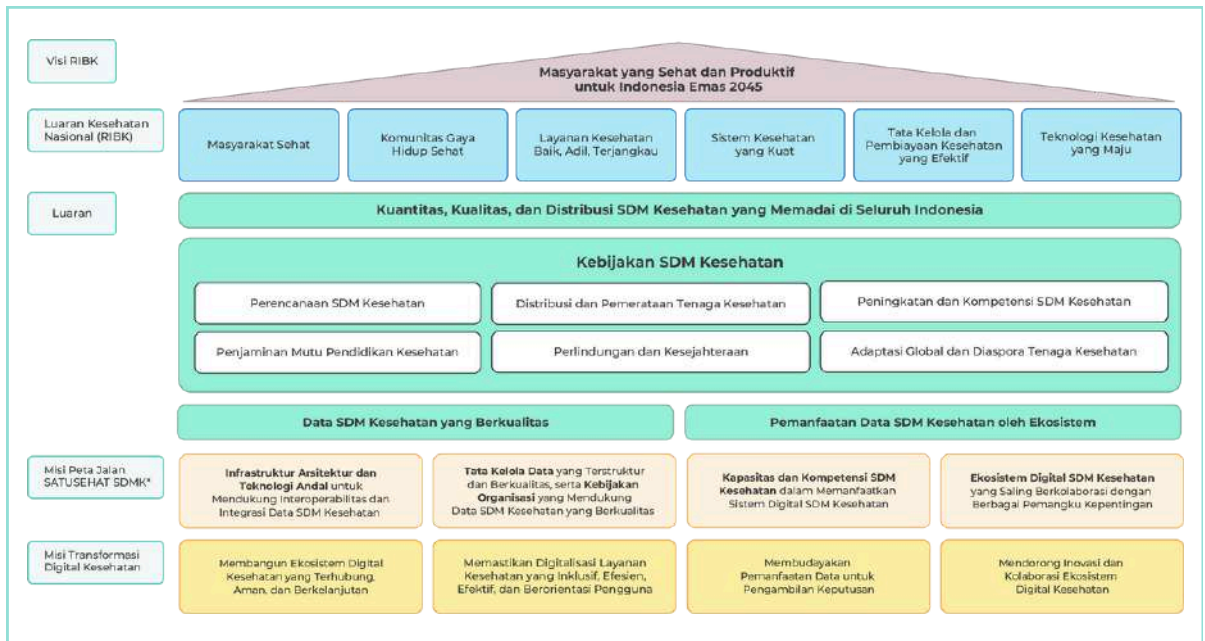 Visi RIBK
Masyarakat yang Sehat dan Produktif
untuk Indonesia Emas 2045
Luaran Kesehatan
Nasional (RIBK)
Masyarakat Sehat
Komunitas Gaya
Hidup Sehat
Layanan Kesehatan
Baik, Adil, Terjangkau
Sistem Kesehatan
yang Kuat
Tata Kelola dan
Pembiayaan Kesehatan
yang Efektif
Teknologi Kesehatan
yang Maju
Luaran
Kuantitas, Kualitas, dan Distribusi SDM Kesehatan yang Memadai di Seluruh Indonesia
Kebijakan SDM Kesehatan
Perencanaan SDM Kesehatan
Distribusi dan Pemerataan Tenaga Kesehatan
Peningkatan dan Kompetensi SDM Kesehatan
Penjaminan Mutu Pendidikan Kesehatan
Perlindungan dan Kesejahteraan
Adaptasi Global dan Diaspora Tenaga Kesehatan
Data SDM Kesehatan yang Berkualitas
Pemanfaatan Data SDM Kesehatan oleh Ekosistem
Misi Peta Jalan
SATUSEHAT SDMK*
Infrastruktur Arsitektur dan
Teknologi Andal untuk
Mendukung Interoperabilitas dan
Integrasi Data SDM Kesehatan
Tata Kelola Data yang Terstruktur
dan Berkualitas, serta Kebijakan
Organisasi yang Mendukung
Data SDM Kesehatan yang Berkualitas
Kapasitas dan Kompetensi SDM
Kesehatan dalam Memanfaatkan
Sistem Digital SDM Kesehatan
Ekosistem Digital SDM Kesehatan
yang Saling Berkolaborasi dengan
Berbagai Pemangku Kepentingan
Misi Transformasi
Digital Kesehatan
Membangun Ekosistem Digital
Kesehatan yang Terhubung,
Aman, dan Berkelanjutan
Memastikan Digitalisasi Layanan
Kesehatan yang Inklusif, Efesien,
Efektif, dan Berorientasi Pengguna
Membudayakan
Pemanfaatan Data untuk
Pengambilan Keputusan
Mendorong Inovasi dan
Kolaborasi Ekosistem
Digital Kesehatan